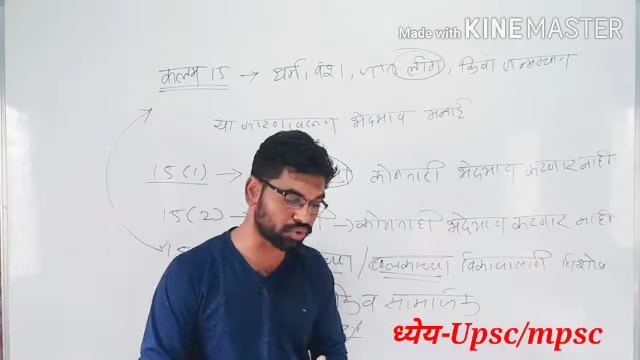 Made with KINEMASTER
कलम 15 → धर्म, वंश, जात लींग, किंवा जन्मस्थान
या कारणावरून भेदभाव मनाई
15(1) → कोणताही भेदभाव करणार नाही
15(2) → कोणताही भेदभाव करणार नाही
/ बालकांच्या विकासासाठी विशेष
सामाजिक
ध्येय-Upsc/mpsc